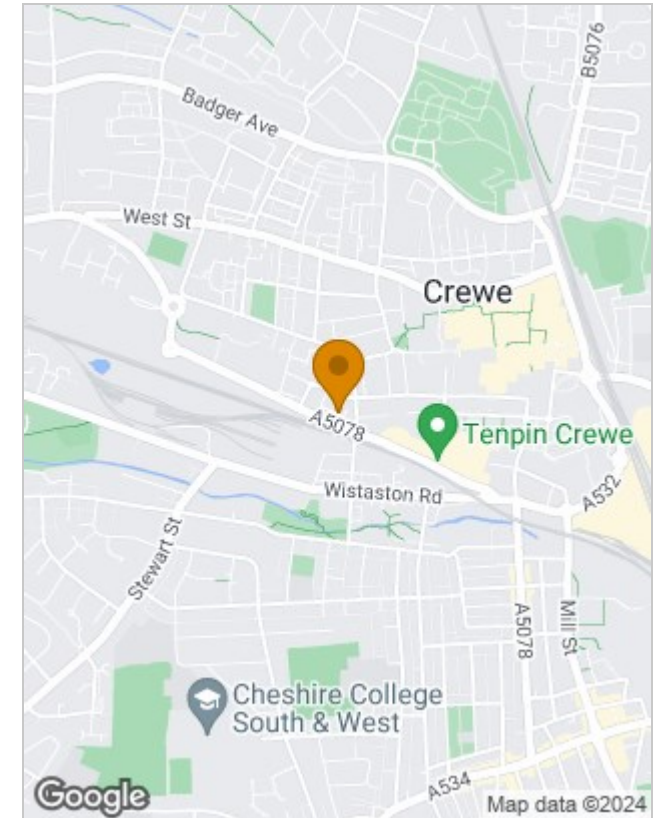 B5076
Badger Ave
West St
Crewe
A5078
Tenpin Crewe
Wistaston Rd
A532
Stewart St
A5078
Mill St
Cheshire College
South & West
A534
Google
Map data ©2024